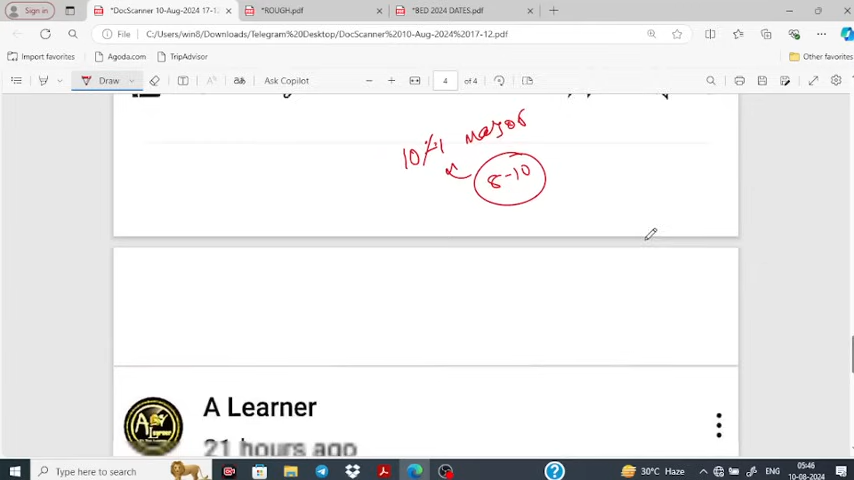 Sign in
*DocScanner 10-Aug-2024 17-1
*ROUGH.pdf
*BED 2024 DATES.pdf
File
C:/Users/win8/Downloads/Telegram%20Desktop/DocScanner%2010-Aug-2024%2017-12.pdf
Import favorites
Agoda.com
TripAdvisor
Other favorites
Draw
Ask Copilot
4
of 4
major
8-10
A Learner
21 hours ago
Type here to search
30°C Haze
ENG
05:46
10-08-2024